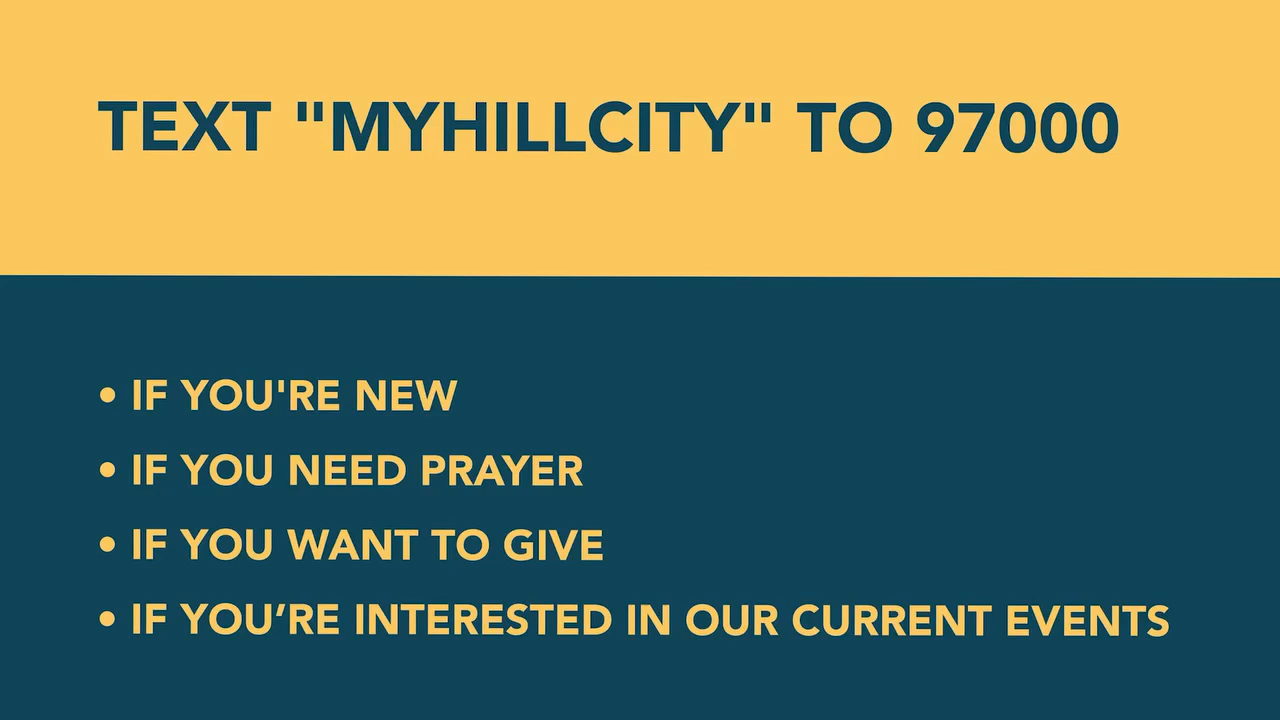 TEXT "MYHILLCITY" TO 97000
• IF YOU'RE NEW
• IF YOU NEED PRAYER
• IF YOU WANT TO GIVE
• IF YOU’RE INTERESTED IN OUR CURRENT EVENTS